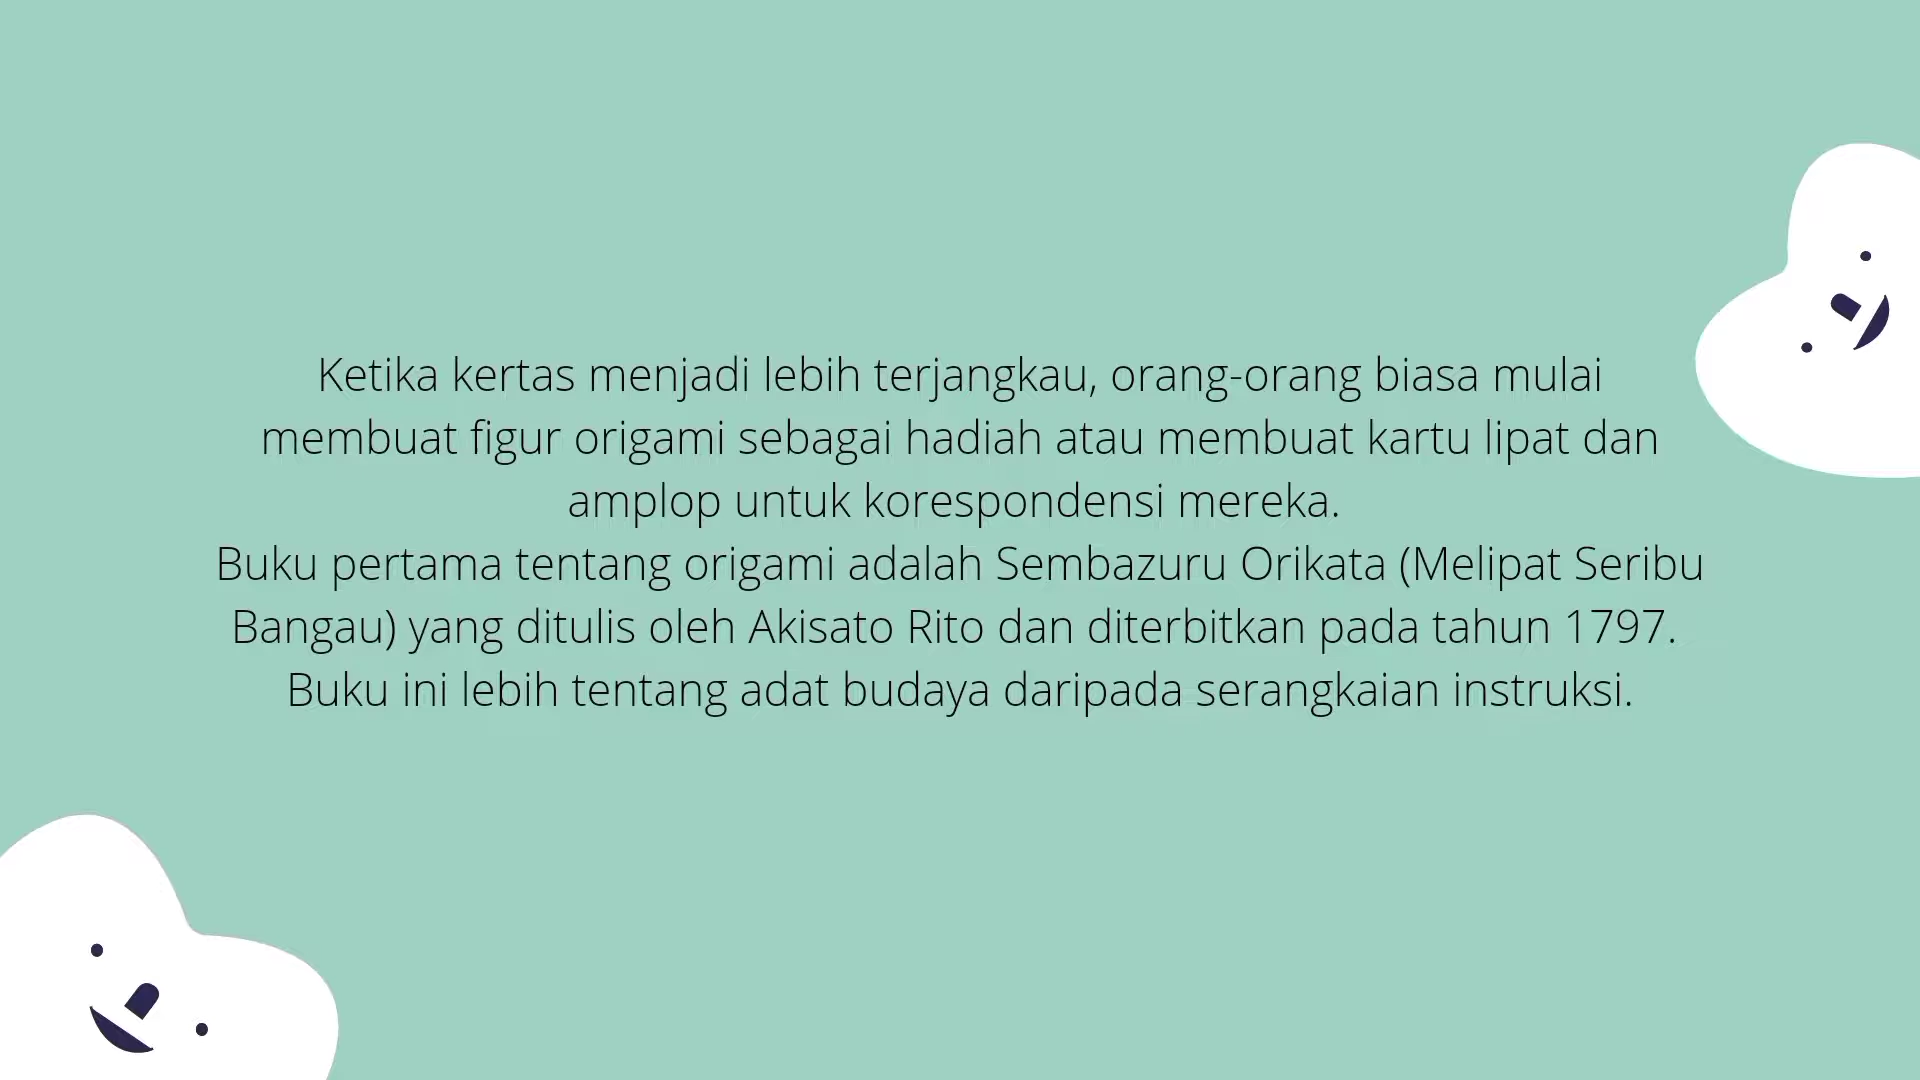 Ketika kertas menjadi lebih terjangkau, orang-orang biasa mulai
membuat figur origami sebagai hadiah atau membuat kartu lipat dan
amplop untuk korespondensi mereka.
Buku pertama tentang origami adalah Sembazuru Orikata (Melipat Seribu
Bangau) yang ditulis oleh Akisato Rito dan diterbitkan pada tahun 1797.
Buku ini lebih tentang adat budaya daripada serangkaian instruksi.